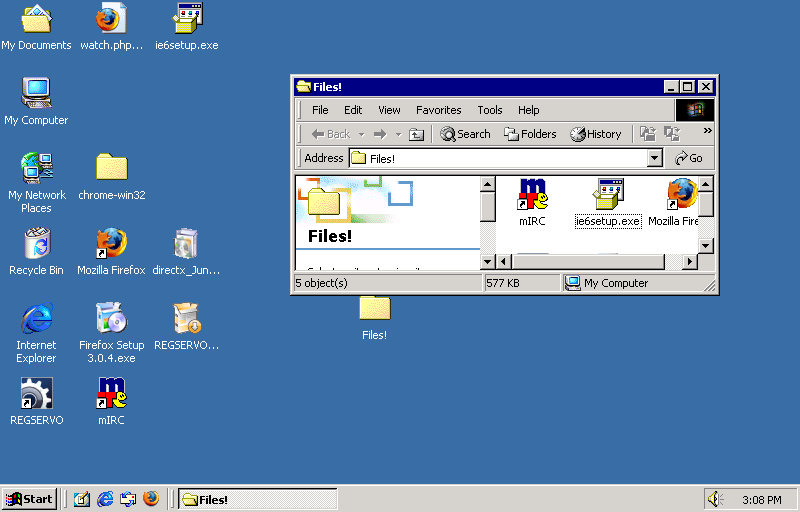 My Documents
watch.php...
ie6setup.exe
My Computer
My Network
Places
chrome-win32
Recycle Bin
Mozilla Firefox
directx_Jun...
Internet
Explorer
Firefox Setup
3.0.4.exe
REGSERVO...
REGSERVO
mIRC
Files!
Files!
File Edit View Favorites Tools Help
Back
Search Folders History »
Address Files! Go
Files!
mIRC
ie6setup.exe
Mozilla Fire
5 object(s) 577 KB My Computer
Start Files! 3:08 PM